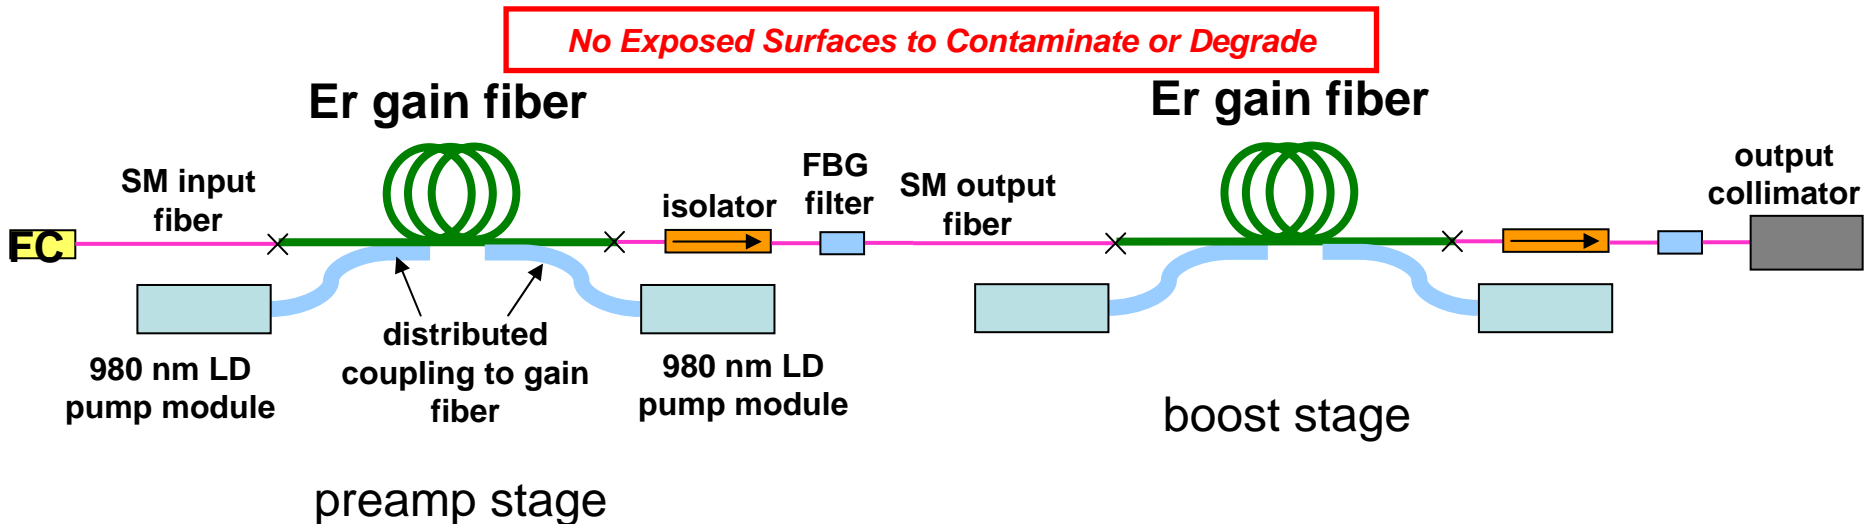 No Exposed Surfaces to Contaminate or Degrade
Er gain fiber
Er gain fiber
SM input
fiber
isolator
FBG
filter
SM output
fiber
output
collimator
FC
980 nm LD
pump module
distributed
coupling to gain
fiber
980 nm LD
pump module
boost stage
preamp stage